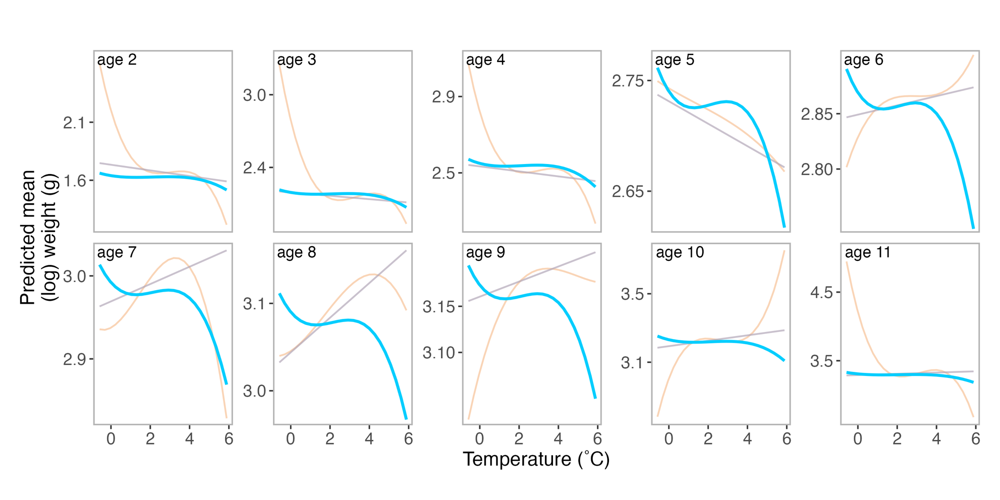 age 2
age 3
age 4
age 5
age 6
2.1
1.6
3.0
2.4
2.9
2.5
2.75
2.65
2.85
2.80
Predicted mean
(log) weight (g)
age 7
age 8
age 9
age 10
age 11
3.0
2.9
3.1
3.0
3.15
3.10
3.5
3.1
4.5
3.5
0 2 4 6
0 2 4 6
0 2 4 6
0 2 4 6
0 2 4 6
Temperature (˚C)